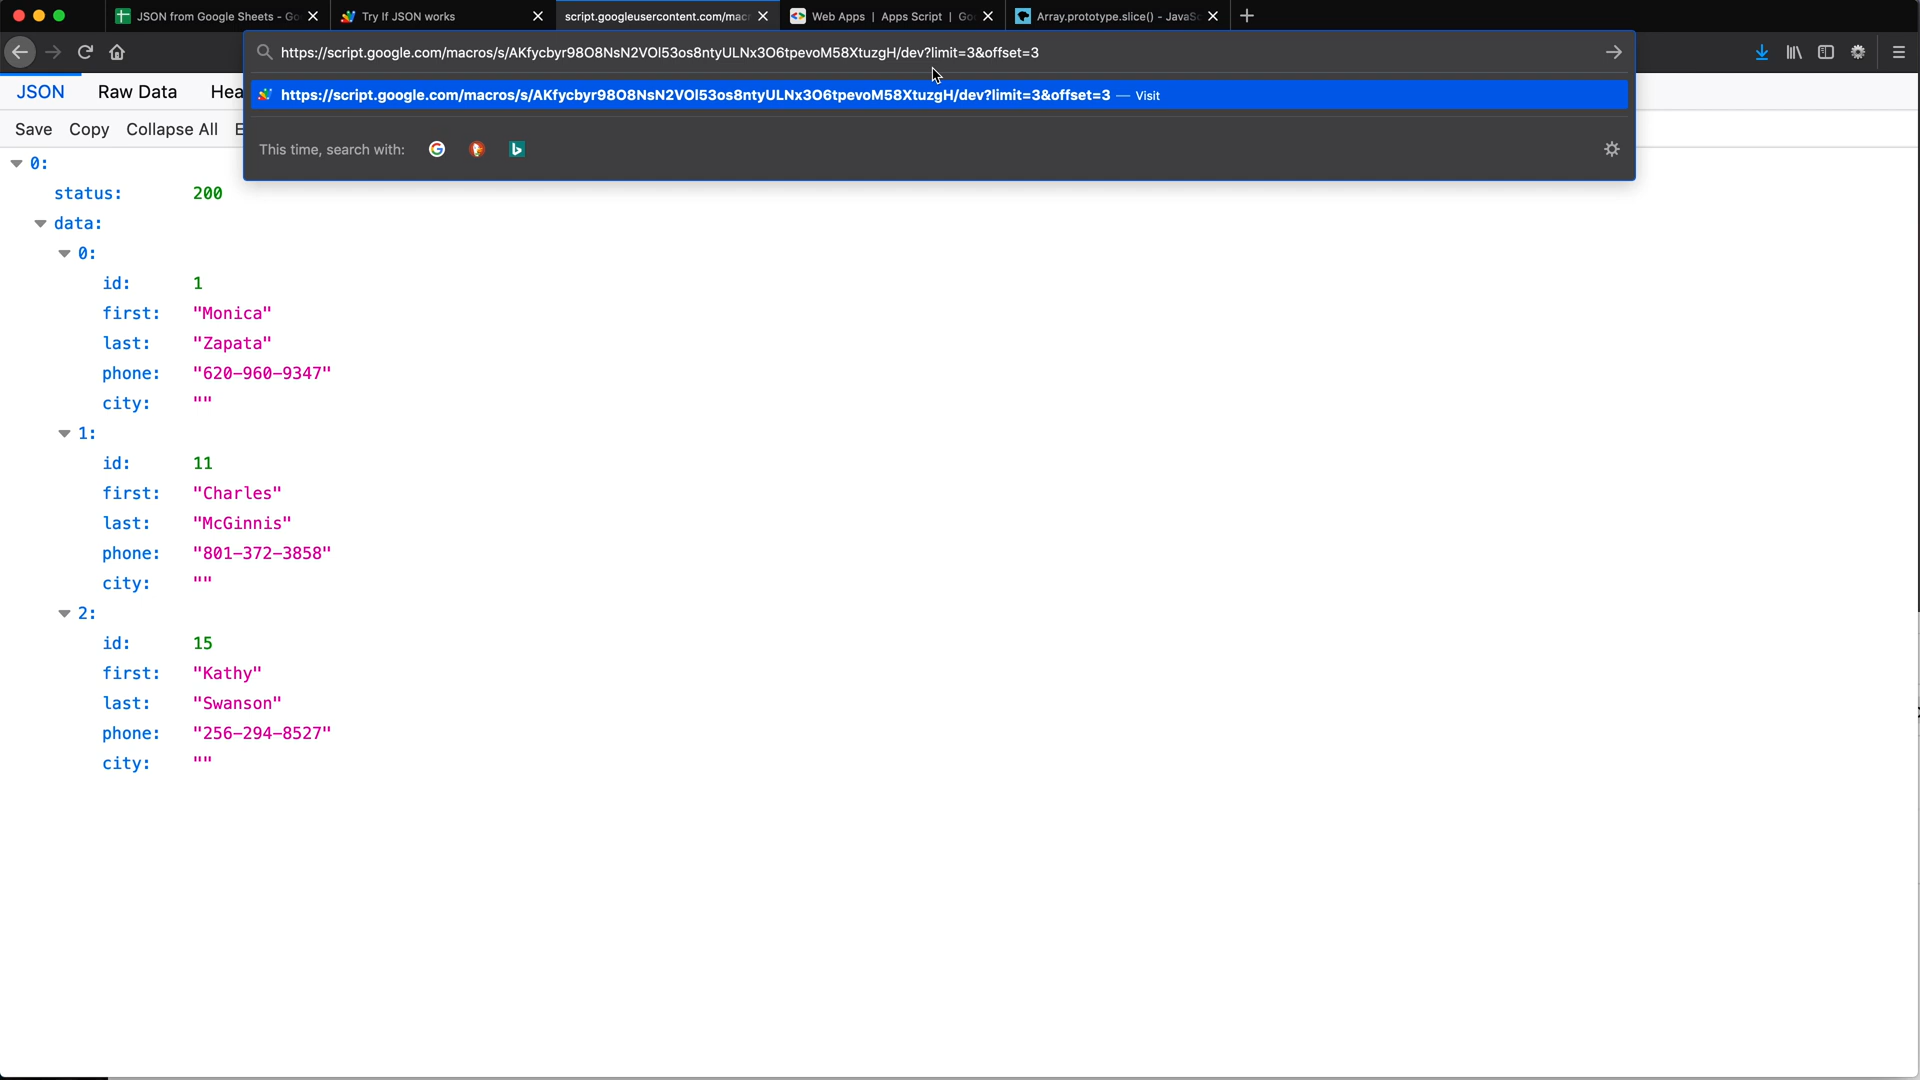 JSON from Google Sheets - Go
Try If JSON works
script.googleusercontent.com/mac
Web Apps | Apps Script | Go
Array.prototype.slice() - JavaSc
https://script.google.com/macros/s/AKfycbyr98O8NsN2VOl53os8ntyULNx3O6tpevoM58XtuzgH/dev?limit=3&offset=3
JSON
Raw Data
Hea
https://script.google.com/macros/s/AKfycbyr98O8NsN2VOl53os8ntyULNx3O6tpevoM58XtuzgH/dev?limit=3&offset=3 — Visit
Save Copy Collapse All E
This time, search with:
0:
status: 200
data:
0:
id: 1
first: "Monica"
last: "Zapata"
phone: "620-960-9347"
city: ""
1:
id: 11
first: "Charles"
last: "McGinnis"
phone: "801-372-3858"
city: ""
2:
id: 15
first: "Kathy"
last: "Swanson"
phone: "256-294-8527"
city: ""